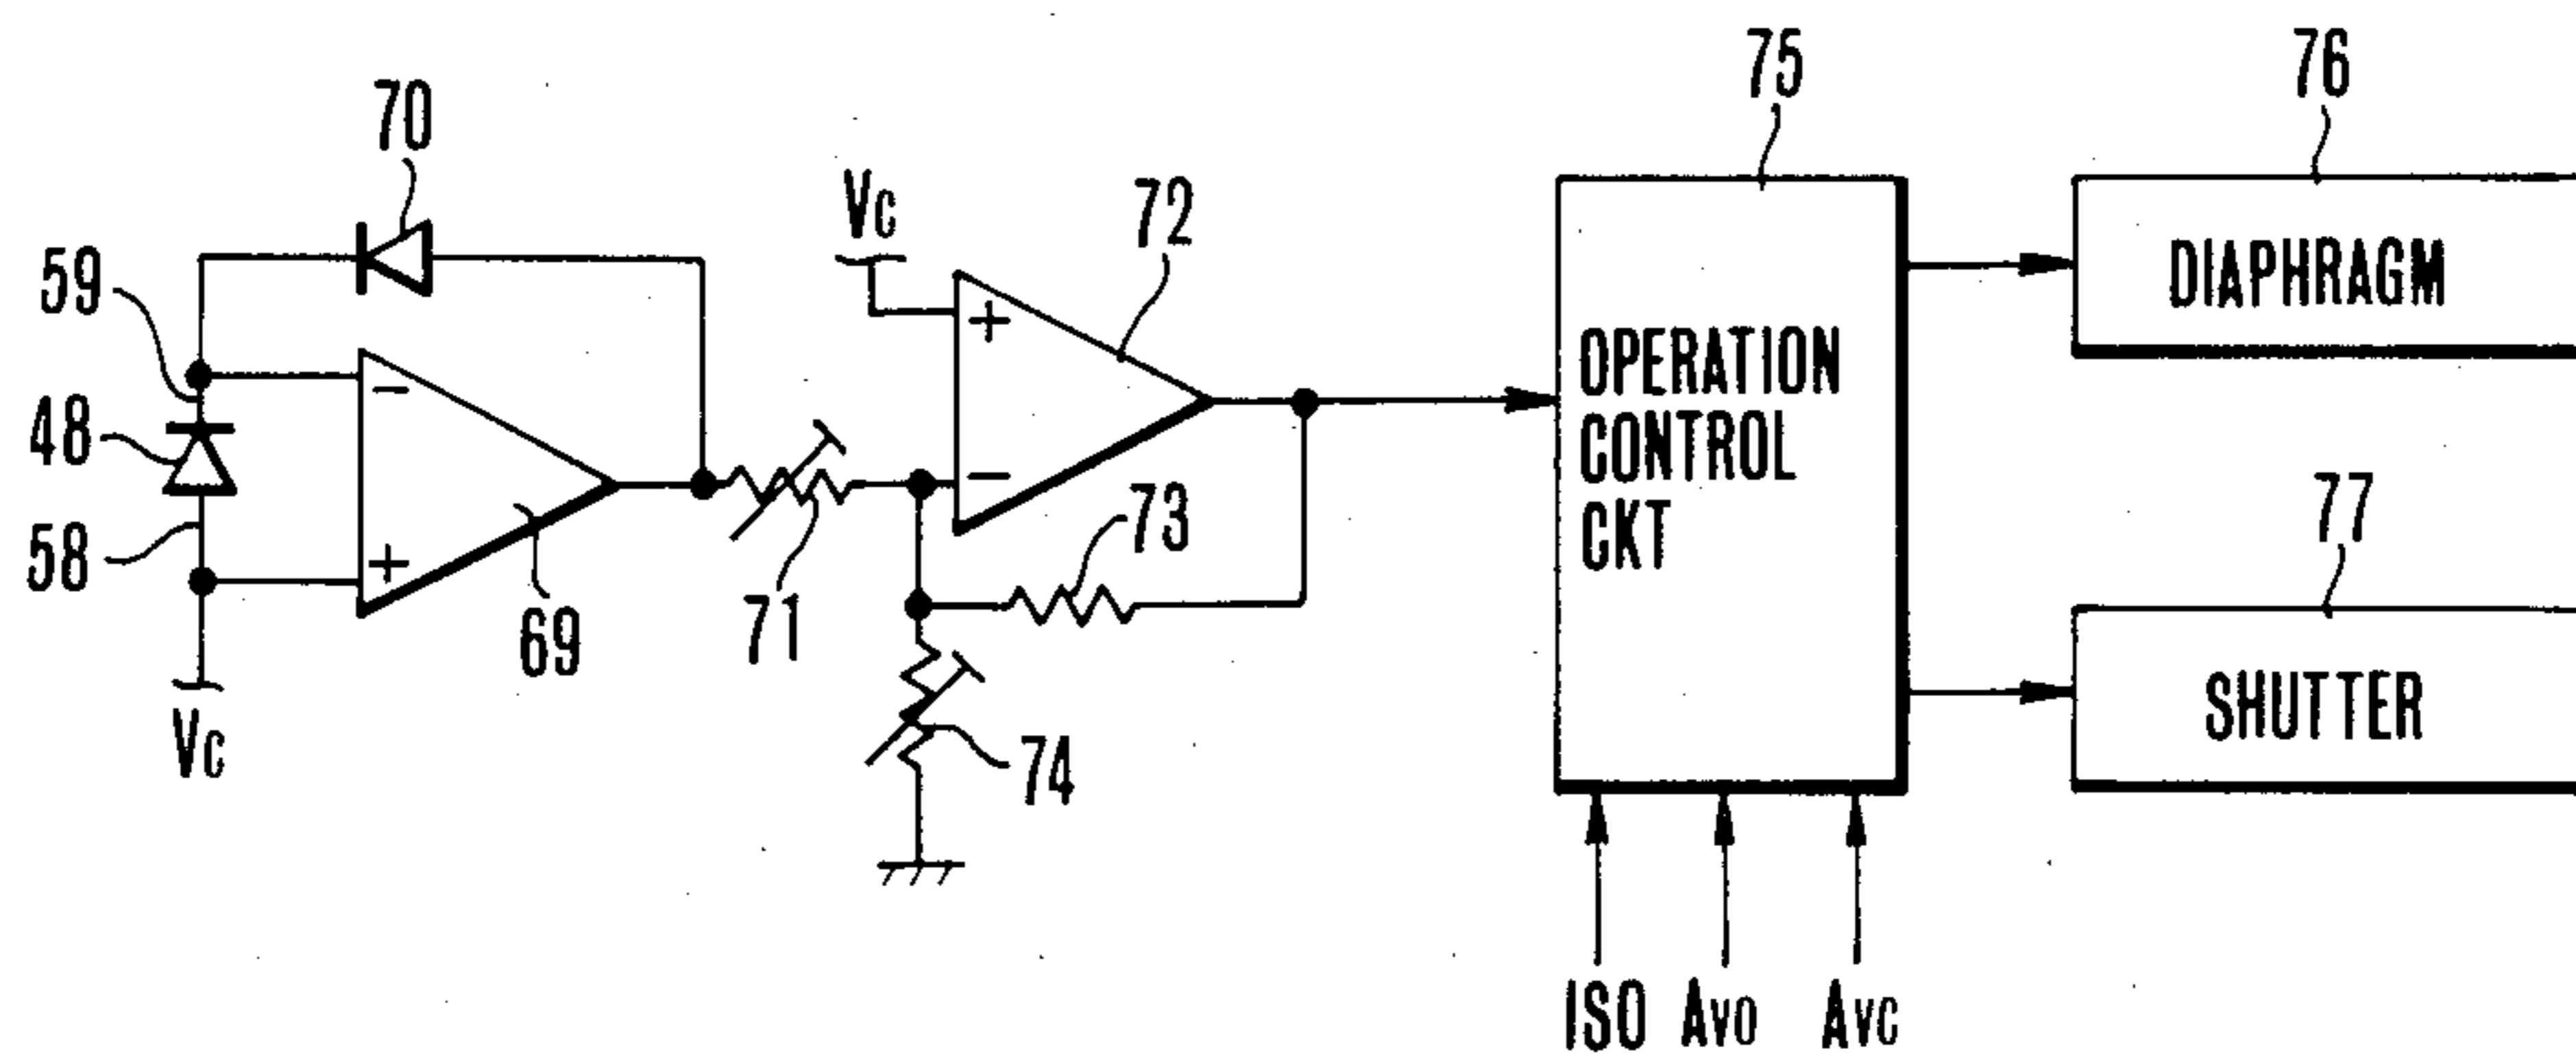 75
76
70
Vc
72
59
DIAPHRAGM
+
-
OPERATION
CONTROL
CKT
48
-
73
77
58
+
69
71
74
SHUTTER
Vc
ISO Avo Avc